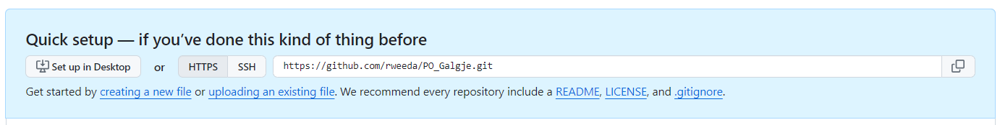 Quick setup — if you’ve done this kind of thing before
Set up in Desktop or HTTPS SSH https://github.com/rweeda/PO_Galgje.git
Get started by creating a new file or uploading an existing file. We recommend every repository include a README, LICENSE, and .gitignore.